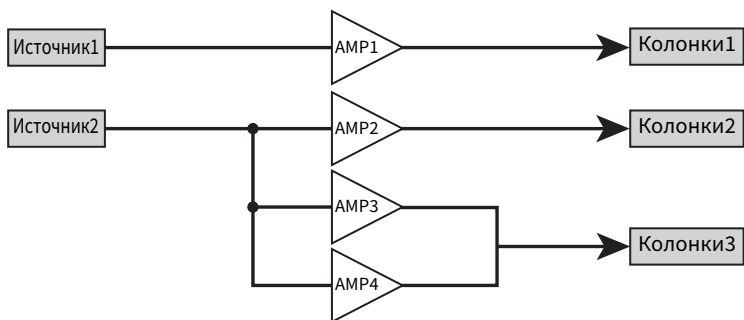 Источник1
AMP1
Колонки1
Источник2
AMP2
Колонки2
AMP3
Колонки3
AMP4